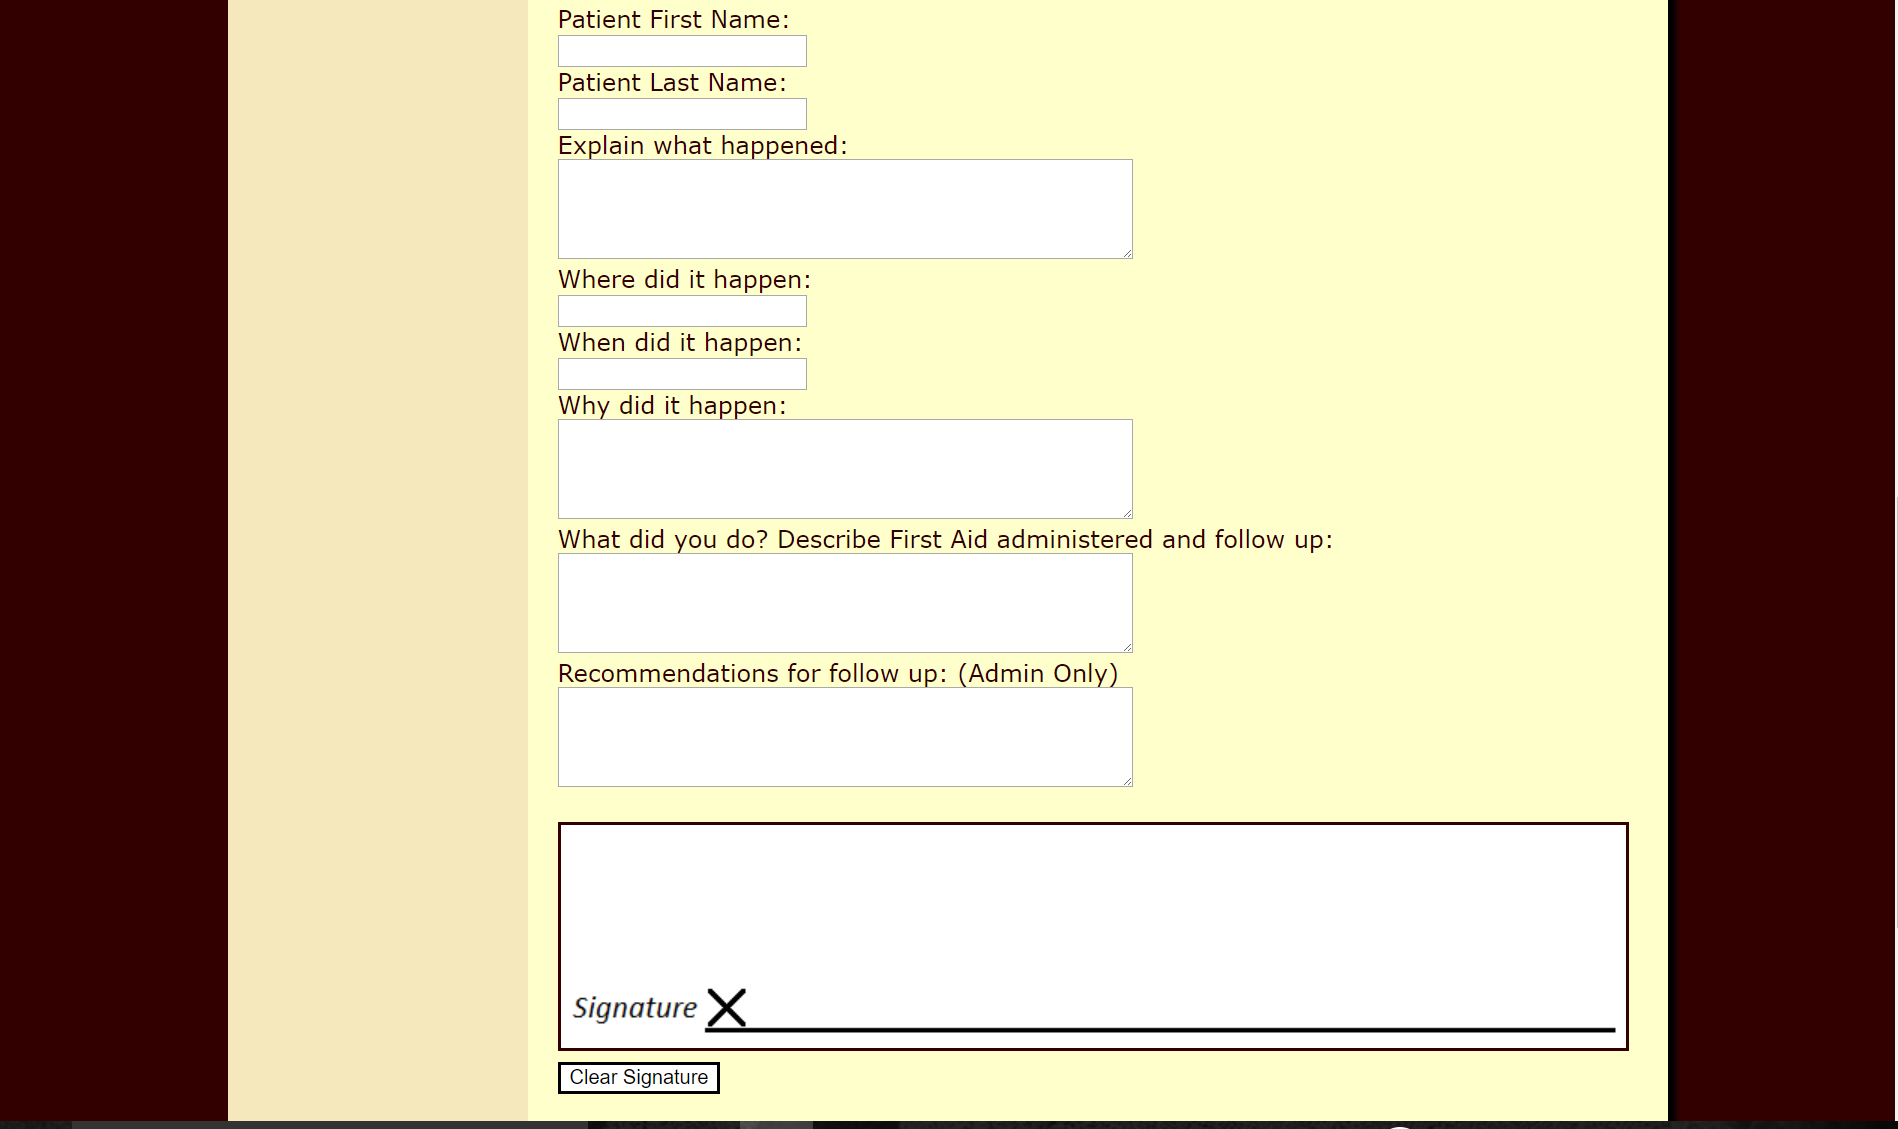 Patient First Name:
Patient Last Name:
Explain what happened:
Where did it happen:
When did it happen:
Why did it happen:
What did you do? Describe First Aid administered and follow up:
Recommendations for follow up: (Admin Only)
Signature X
Clear Signature